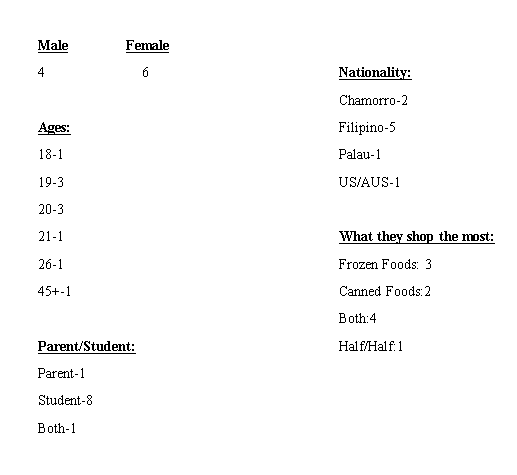 Male Female
4 6
Ages:
18-1
19-3
20-3
21-1
26-1
45+-1
Parent/Student:
Parent-1
Student-8
Both-1
Nationality:
Chamorro-2
Filipino-5
Palau-1
US/AUS-1
What they shop the most:
Frozen Foods: 3
Canned Foods:2
Both:4
Half/Half:1